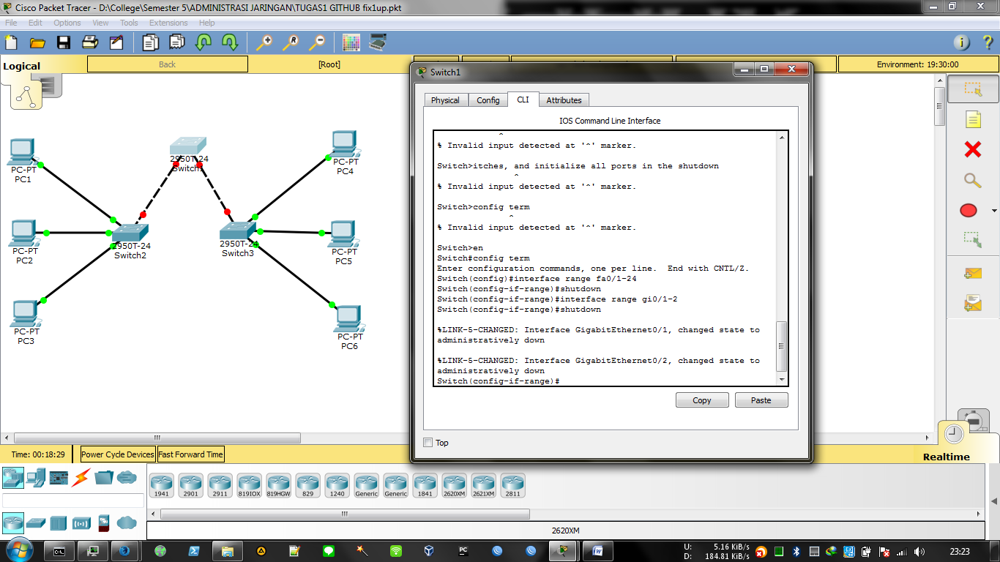 Cisco Packet Tracer - D:\College\Semester 5\ADMINISTRASI JARINGAN\TUGAS1 GITHUB fix1up.pkt
File Edit Options View Tools Extensions Help
Logical
Back
[Root]
Environment: 19:30:00
Switch1
Physical Config CLI Attributes
IOS Command Line Interface
^
% Invalid input detected at '^' marker.
Switch>itches, and initialize all ports in the shutdown
^
% Invalid input detected at '^' marker.
Switch>config term
^
% Invalid input detected at '^' marker.
Switch>en
Switch#config term
Enter configuration commands, one per line.  End with CNTL/Z.
Switch(config)#interface range fa0/1-24
Switch(config-if-range)#shutdown
Switch(config-if-range)#interface range gi0/1-2
Switch(config-if-range)#shutdown
%LINK-5-CHANGED: Interface GigabitEthernet0/1, changed state to
administratively down
%LINK-5-CHANGED: Interface GigabitEthernet0/2, changed state to
administratively down
Switch(config-if-range)#
Copy Paste
Top
PC-PT
PC1
2950T-24
Switch1
PC-PT
PC4
PC-PT
PC2
2950T-24
Switch2
2950T-24
Switch3
PC-PT
PC5
PC-PT
PC3
PC-PT
PC6
Time: 00:18:29
Power Cycle Devices
Fast Forward Time
Realtime
1941 2901 2911 819IOX 819HGW 829 1240 Generic Generic 1841 2620XM 2621XM 2811
2620XM
U: 5.16 KiB/s
D: 184.81 KiB/s
23:23